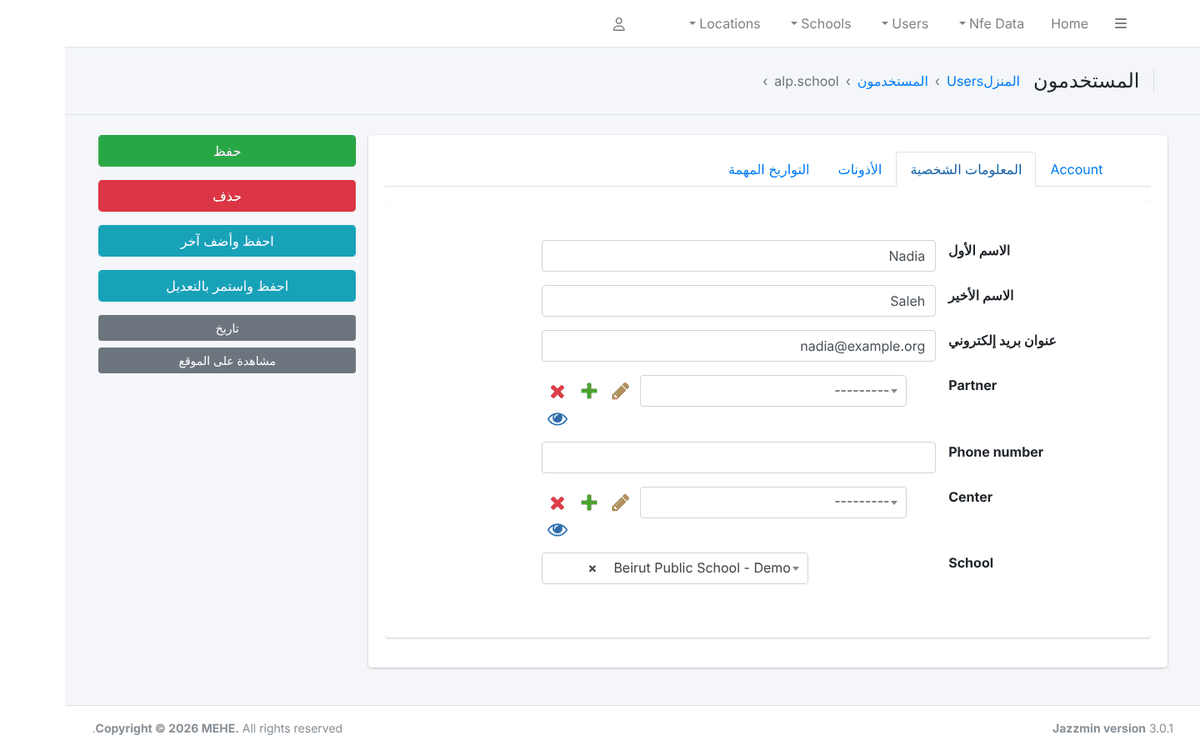 Home Nfe Data Users Schools Locations
المستخدمون
المنزل Users › المستخدمون › alp.school ›
Account المعلومات الشخصية الأذونات التواريخ المهمة
الاسم الأول Nadia
الاسم الأخير Saleh
عنوان بريد إلكتروني nadia@example.org
Partner ---------
Phone number
Center ---------
School Beirut Public School - Demo ×
حفظ
حذف
احفظ وأضف آخر
احفظ واستمر بالتعديل
تاريخ
مشاهدة على الموقع
Jazzmin version 3.0.1
.Copyright © 2026 MEHE. All rights reserved